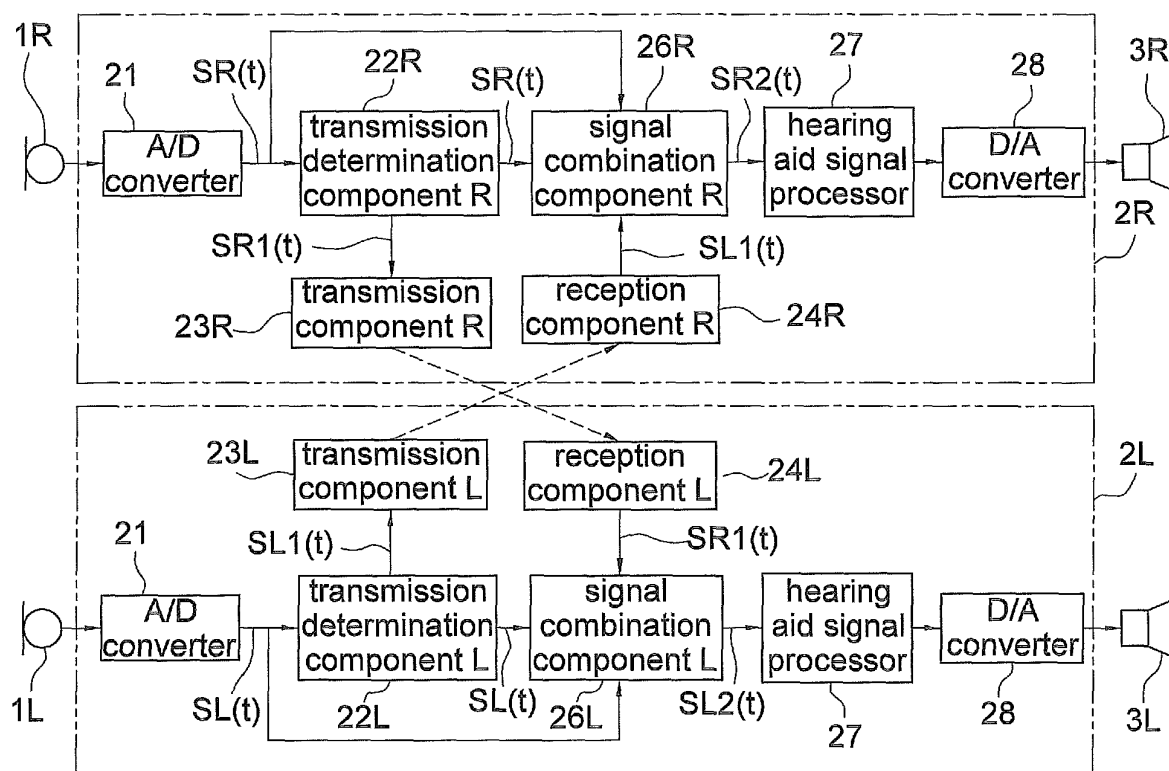 1R
21
SR(t)
22R
SR(t)
26R
SR2(t)
27
28
3R
A/D
converter
transmission
determination
component R
signal
combination
component R
hearing
aid signal
processor
D/A
converter
SR1(t)
SL1(t)
2R
23R
transmission
component R
reception
component R
24R
23L
transmission
component L
reception
component L
24L
2L
21
SL1(t)
SR1(t)
A/D
converter
transmission
determination
component L
signal
combination
component L
hearing
aid signal
processor
D/A
converter
1L
SL(t)
22L
SL(t)
26L
SL2(t)
27
28
3L